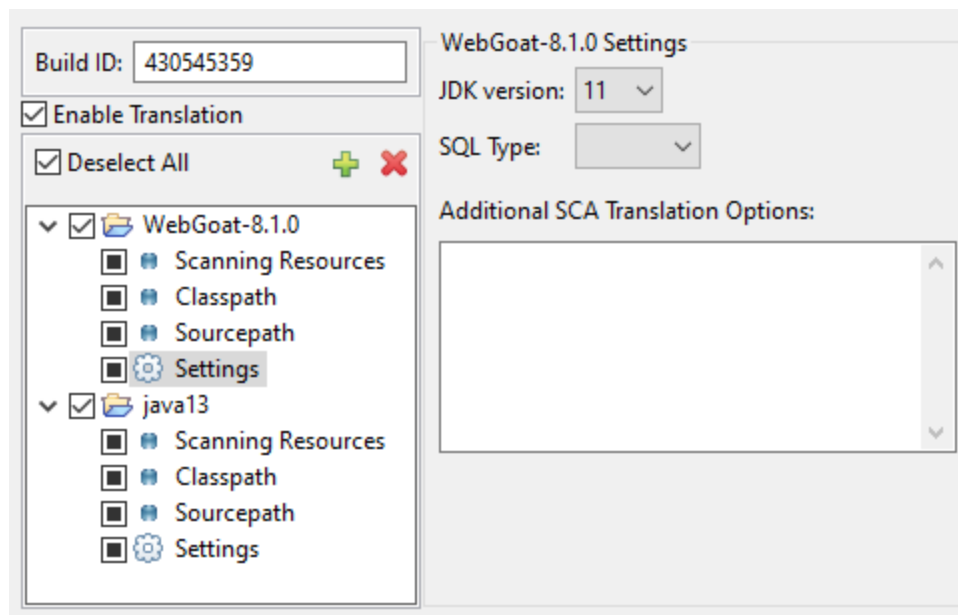 Build ID: 430545359
Enable Translation
Deselect All
WebGoat-8.1.0
Scanning Resources
Classpath
Sourcepath
Settings
java13
Scanning Resources
Classpath
Sourcepath
Settings
WebGoat-8.1.0 Settings
JDK version: 11
SQL Type:
Additional SCA Translation Options: